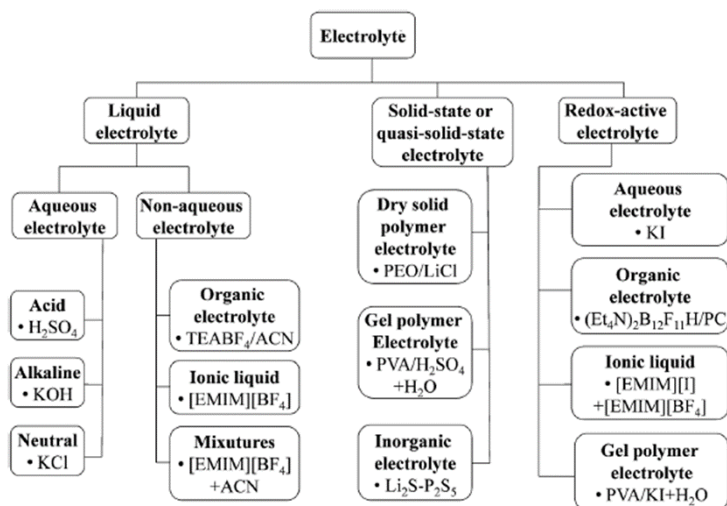 Electrolyte
Liquid
electrolyte
Solid-state or
quasi-solid-state
electrolyte
Redox-active
electrolyte
Aqueous
electrolyte
Non-aqueous
electrolyte
Acid
• H₂SO₄
Alkaline
• KOH
Neutral
• KCl
Organic
electrolyte
• TEABF₄/ACN
Ionic liquid
• [EMIM][BF₄]
Mixutures
• [EMIM][BF₄]
+ACN
Dry solid
polymer
electrolyte
• PEO/LiCl
Gel polymer
Electrolyte
• PVA/H₂SO₄
+H₂O
Inorganic
electrolyte
• Li₂S-P₂S₅
Aqueous
electrolyte
• KI
Organic
electrolyte
• (Et₄N)₂B₁₂F₁₁H/PC
Ionic liquid
• [EMIM][I]
+[EMIM][BF₄]
Gel polymer
electrolyte
• PVA/KI+H₂O